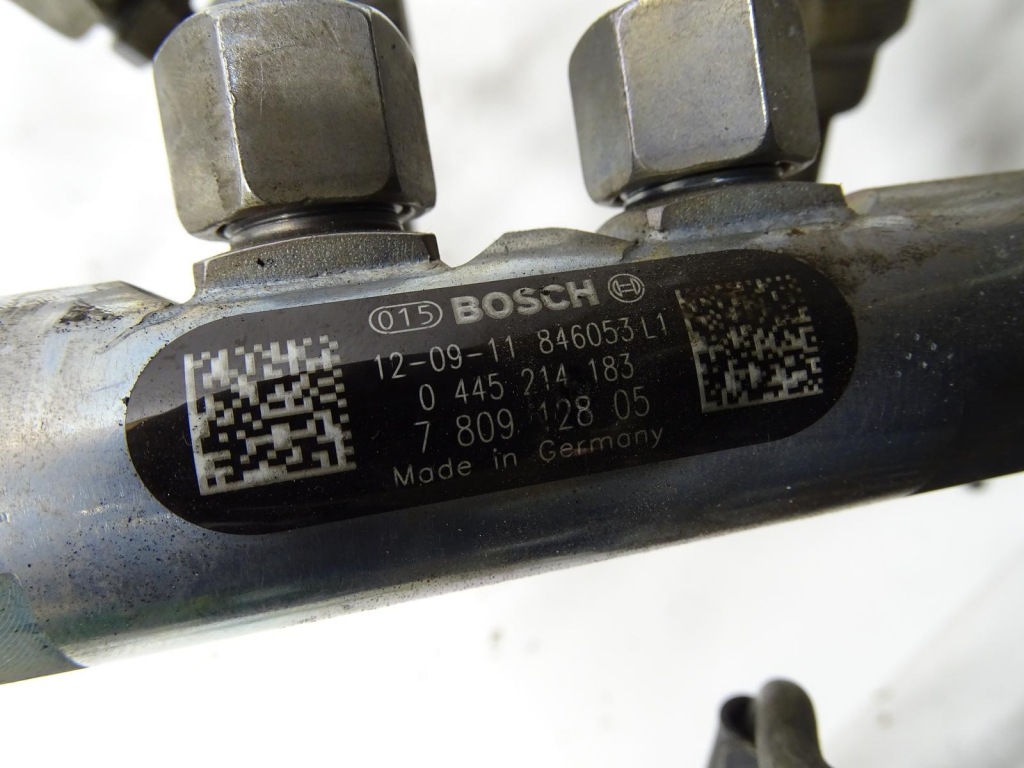 015 BOSCH
12-09-11 846053 L1
0 445 214 183
7 809 128 05
Made in Germany